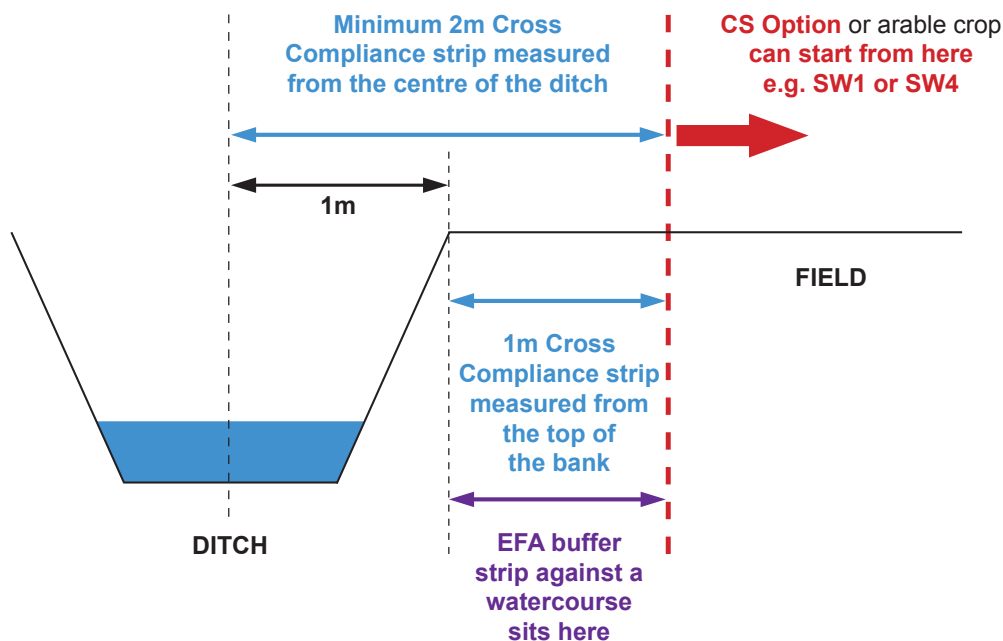 Minimum 2m Cross
Compliance strip measured
from the centre of the ditch
CS Option or arable crop
can start from here
e.g. SW1 or SW4
1m
FIELD
1m Cross
Compliance strip
measured from
the top of
the bank
DITCH
EFA buffer
strip against a
watercourse
sits here